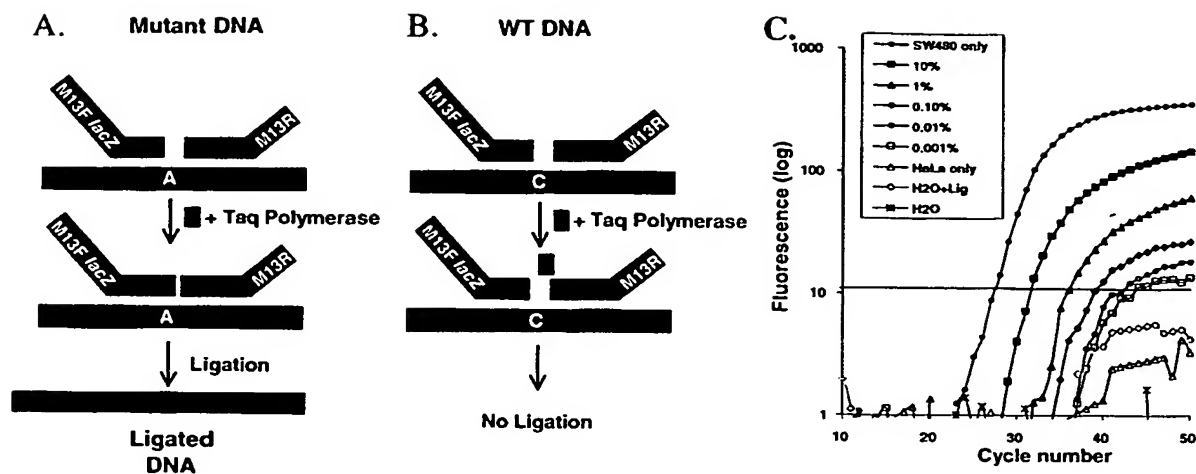 A.
Mutant DNA
M13F lacZ
M13R
A
+ Taq Polymerase
M13F lacZ
M13R
A
Ligation
Ligated
DNA
B.
WT DNA
M13F lacZ
M13R
C
+ Taq Polymerase
M13F lacZ
M13R
C
No Ligation
C.
Fluorescence (log)
1000
100
10
1
SW480 only
10%
1%
0.10%
0.01%
0.001%
HeLa only
H2O+Lig
H2O
10 20 30 40 50
Cycle number